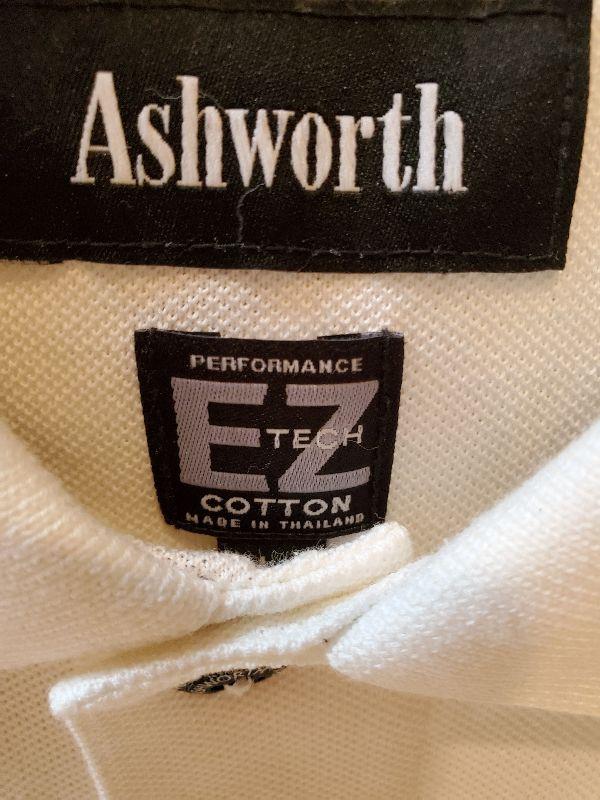 Ashworth
PERFORMANCE
EZ
TECH
COTTON
MADE IN THAILAND